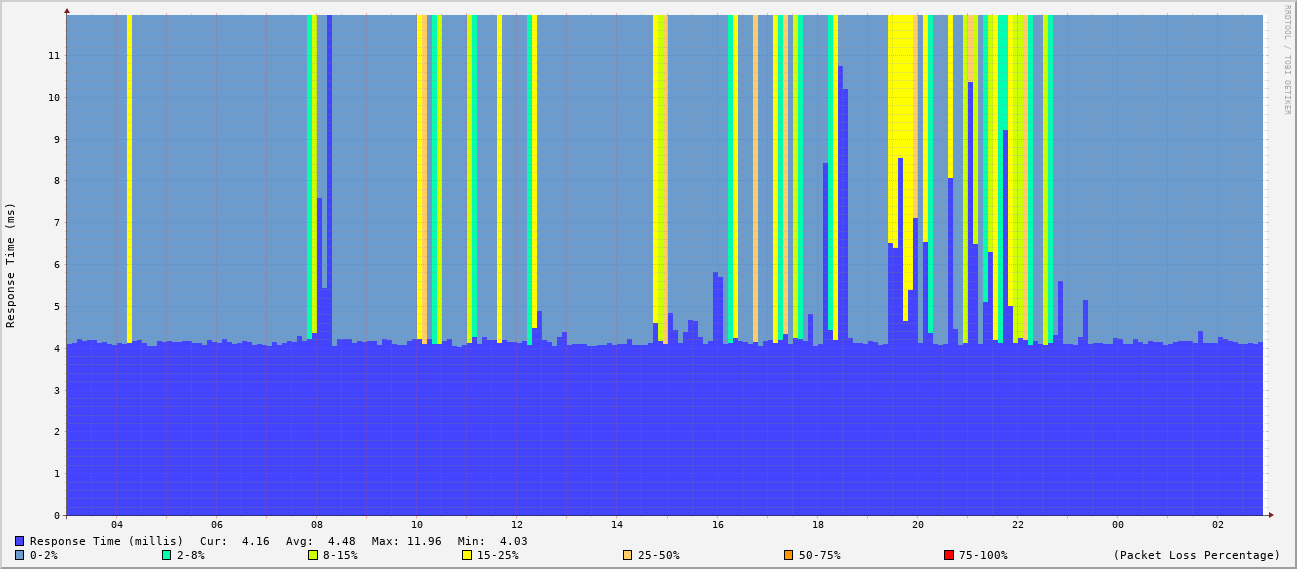 RRDTOOL / TOBI OETIKER
Response Time (ms)
11
10
9
8
7
6
5
4
3
2
1
0
04 06 08 10 12 14 16 18 20 22 00 02
Response Time (millis) Cur: 4.16 Avg: 4.48 Max: 11.96 Min: 4.03
0-2% 2-8% 8-15% 15-25% 25-50% 50-75% 75-100% (Packet Loss Percentage)